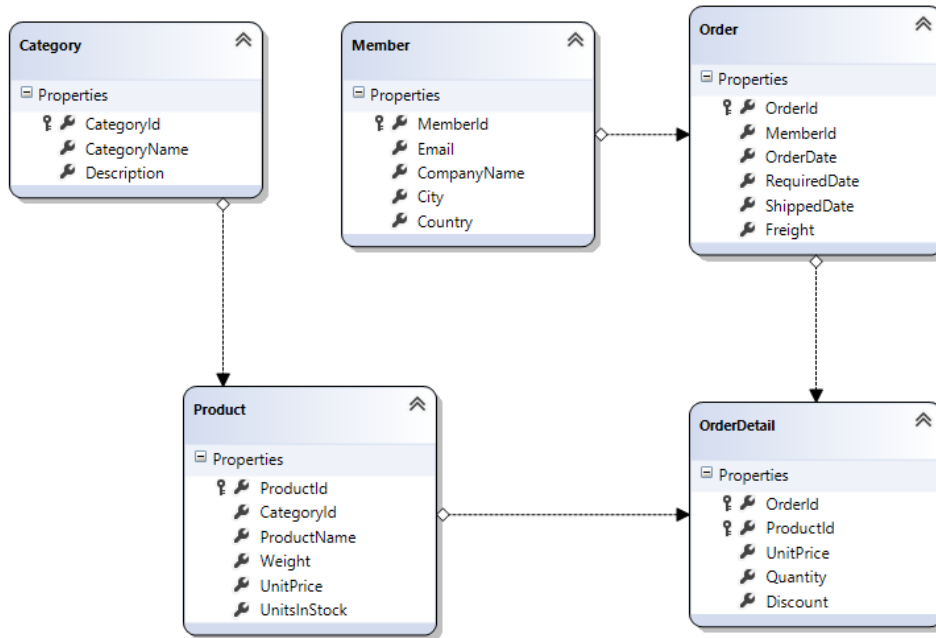 Category
Properties
CategoryId
CategoryName
Description
Member
Properties
MemberId
Email
CompanyName
City
Country
Order
Properties
OrderId
MemberId
OrderDate
RequiredDate
ShippedDate
Freight
Product
Properties
ProductId
CategoryId
ProductName
Weight
UnitPrice
UnitsInStock
OrderDetail
Properties
OrderId
ProductId
UnitPrice
Quantity
Discount